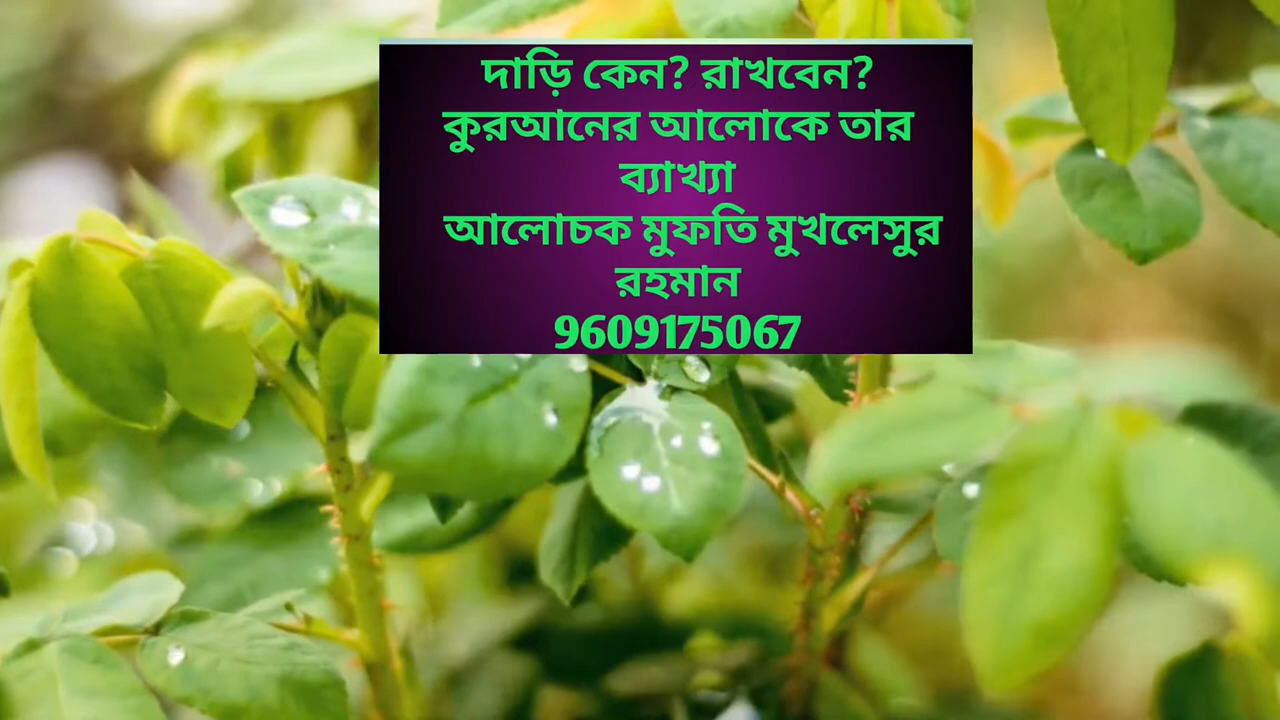 দাড়ি কেন? রাখবেন?
কুরআনের আলোকে তার
ব্যাখ্যা
আলোচক মুফতি মুখলেসুর
রহমান
9609175067